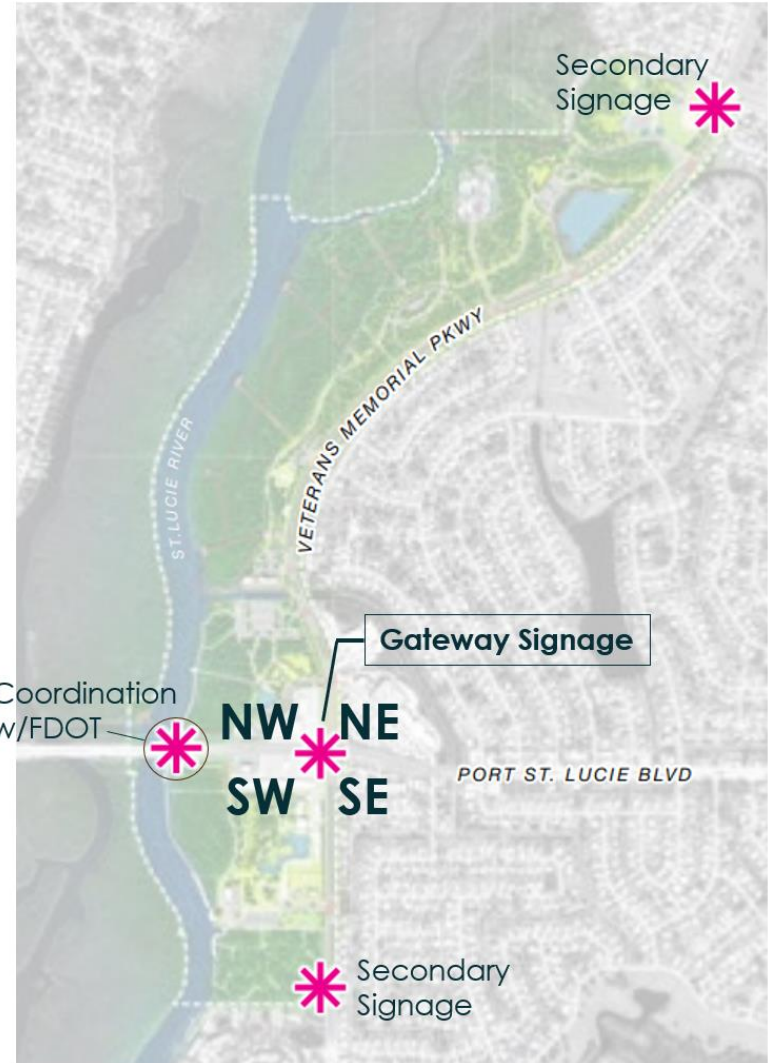 Secondary
Signage
VETERANS MEMORIAL PKWY
ST.LUCIE RIVER
Gateway Signage
Coordination
w/FDOT
NW NE
SW SE
PORT ST. LUCIE BLVD
Secondary
Signage